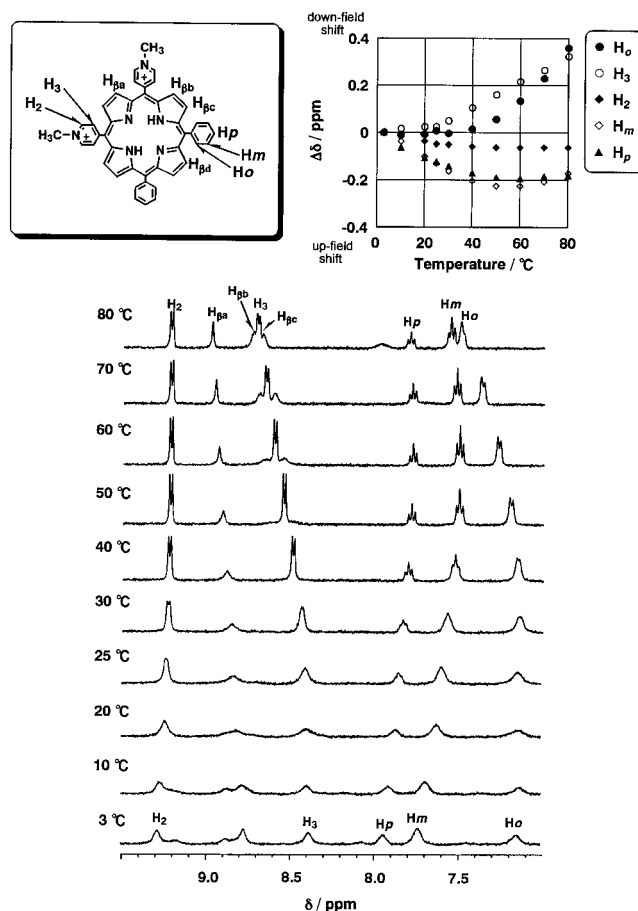 CH₃
N
+
H₃
H₂
Hβa
Hβb
Hβc
H₃C-N
+
N
HN
NH
N
Hp
Hm
Ho
Hβd
down-field
shift
0.4
0.2
0
-0.2
-0.4
Δδ / ppm
up-field
shift
0 20 40 60 80
Temperature / °C
Ho
H₃
H₂
Hm
Hp
80 °C
H₂
Hβa
Hβb
H₃
Hβc
Hp
Hm
Ho
70 °C
60 °C
50 °C
40 °C
30 °C
25 °C
20 °C
10 °C
3 °C
H₂
H₃
Hp
Hm
Ho
9.0 8.5 8.0 7.5
δ / ppm